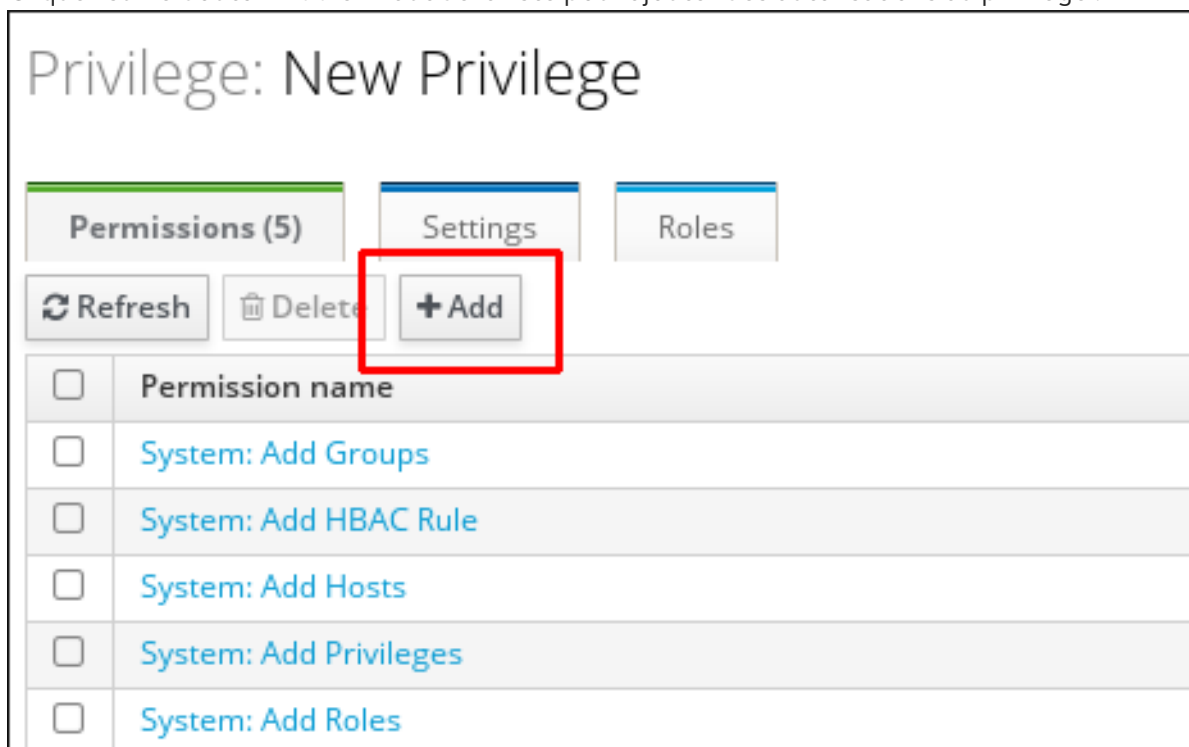 Privilege: New Privilege
Permissions (5) Settings Roles
Refresh Delete + Add
Permission name
System: Add Groups
System: Add HBAC Rule
System: Add Hosts
System: Add Privileges
System: Add Roles